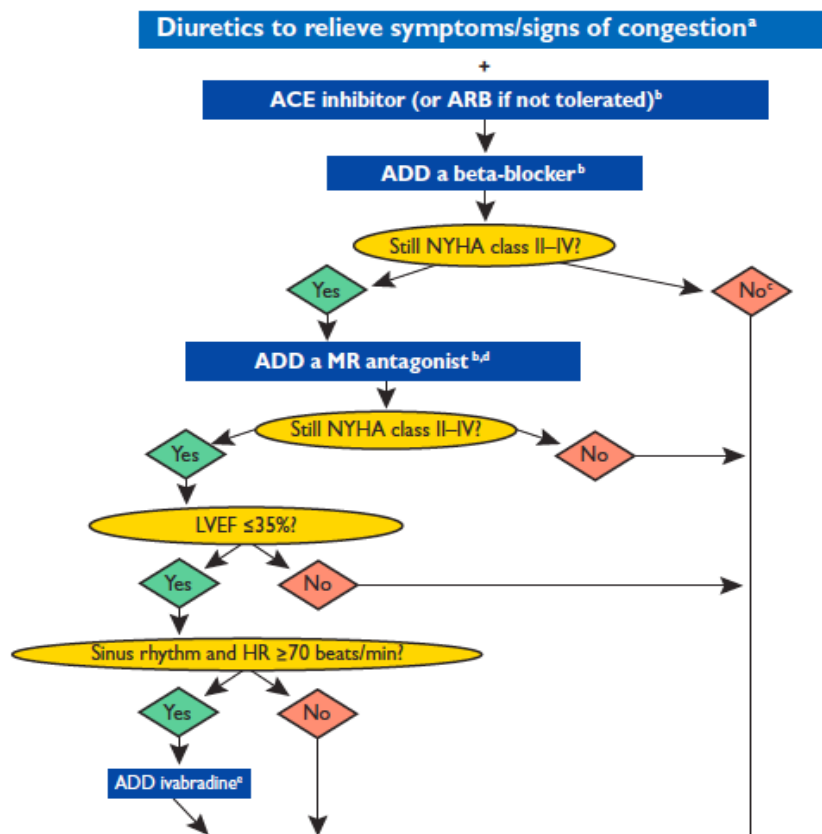 Diuretics to relieve symptoms/signs of congestionᵃ
+
ACE inhibitor (or ARB if not tolerated)ᵇ
ADD a beta-blockerᵇ
Still NYHA class II–IV?
Yes
Noᶜ
ADD a MR antagonistᵇ,ᵈ
Still NYHA class II–IV?
Yes
No
LVEF ≤35%?
Yes
No
Sinus rhythm and HR ≥70 beats/min?
Yes
No
ADD ivabradineᵉ